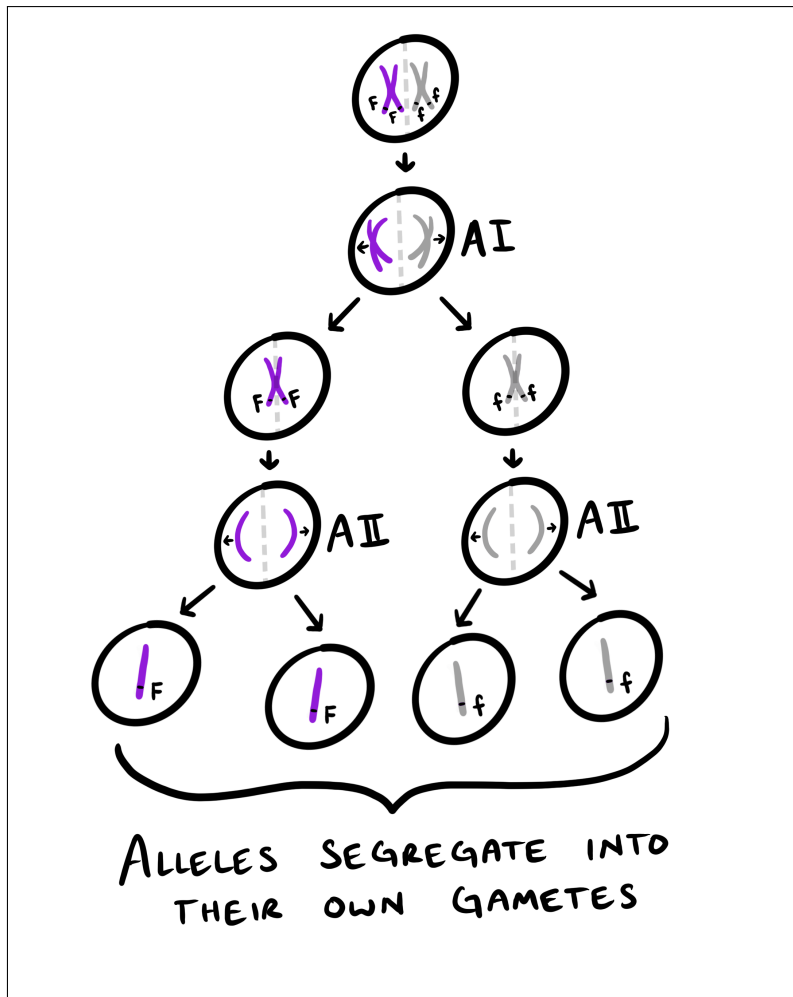 F F f f
AI
F F f f
AII AII
F F f f
ALLELES SEGREGATE INTO
THEIR OWN GAMETES